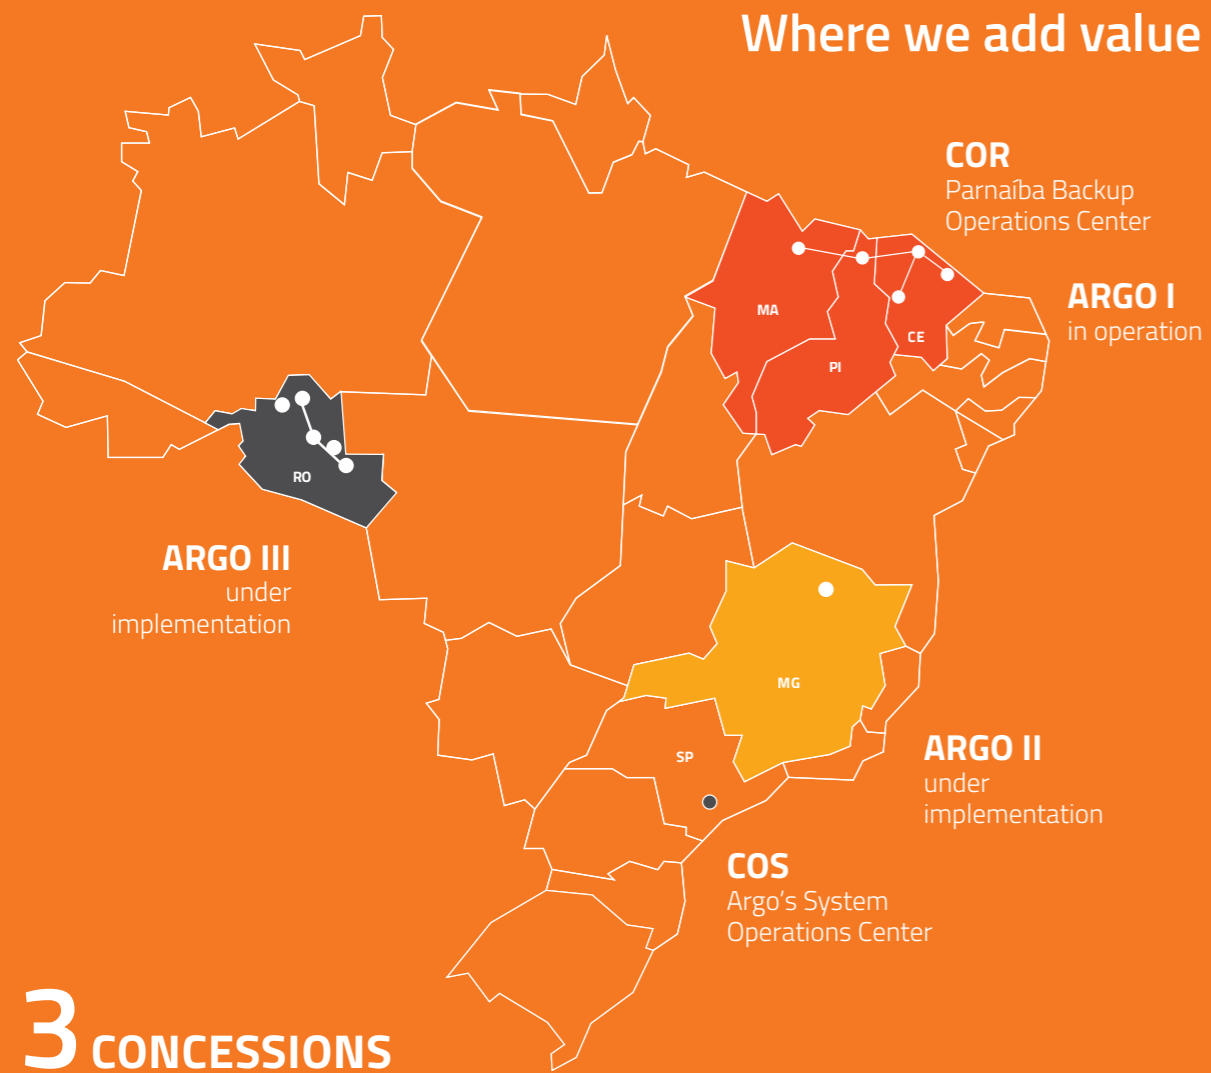 Where we add value
COR
Parnaíba Backup
Operations Center
ARGO I
in operation
MA
CE
PI
RO
ARGO III
under
implementation
MG
SP
ARGO II
under
implementation
COS
Argo's System
Operations Center
3 CONCESSIONS